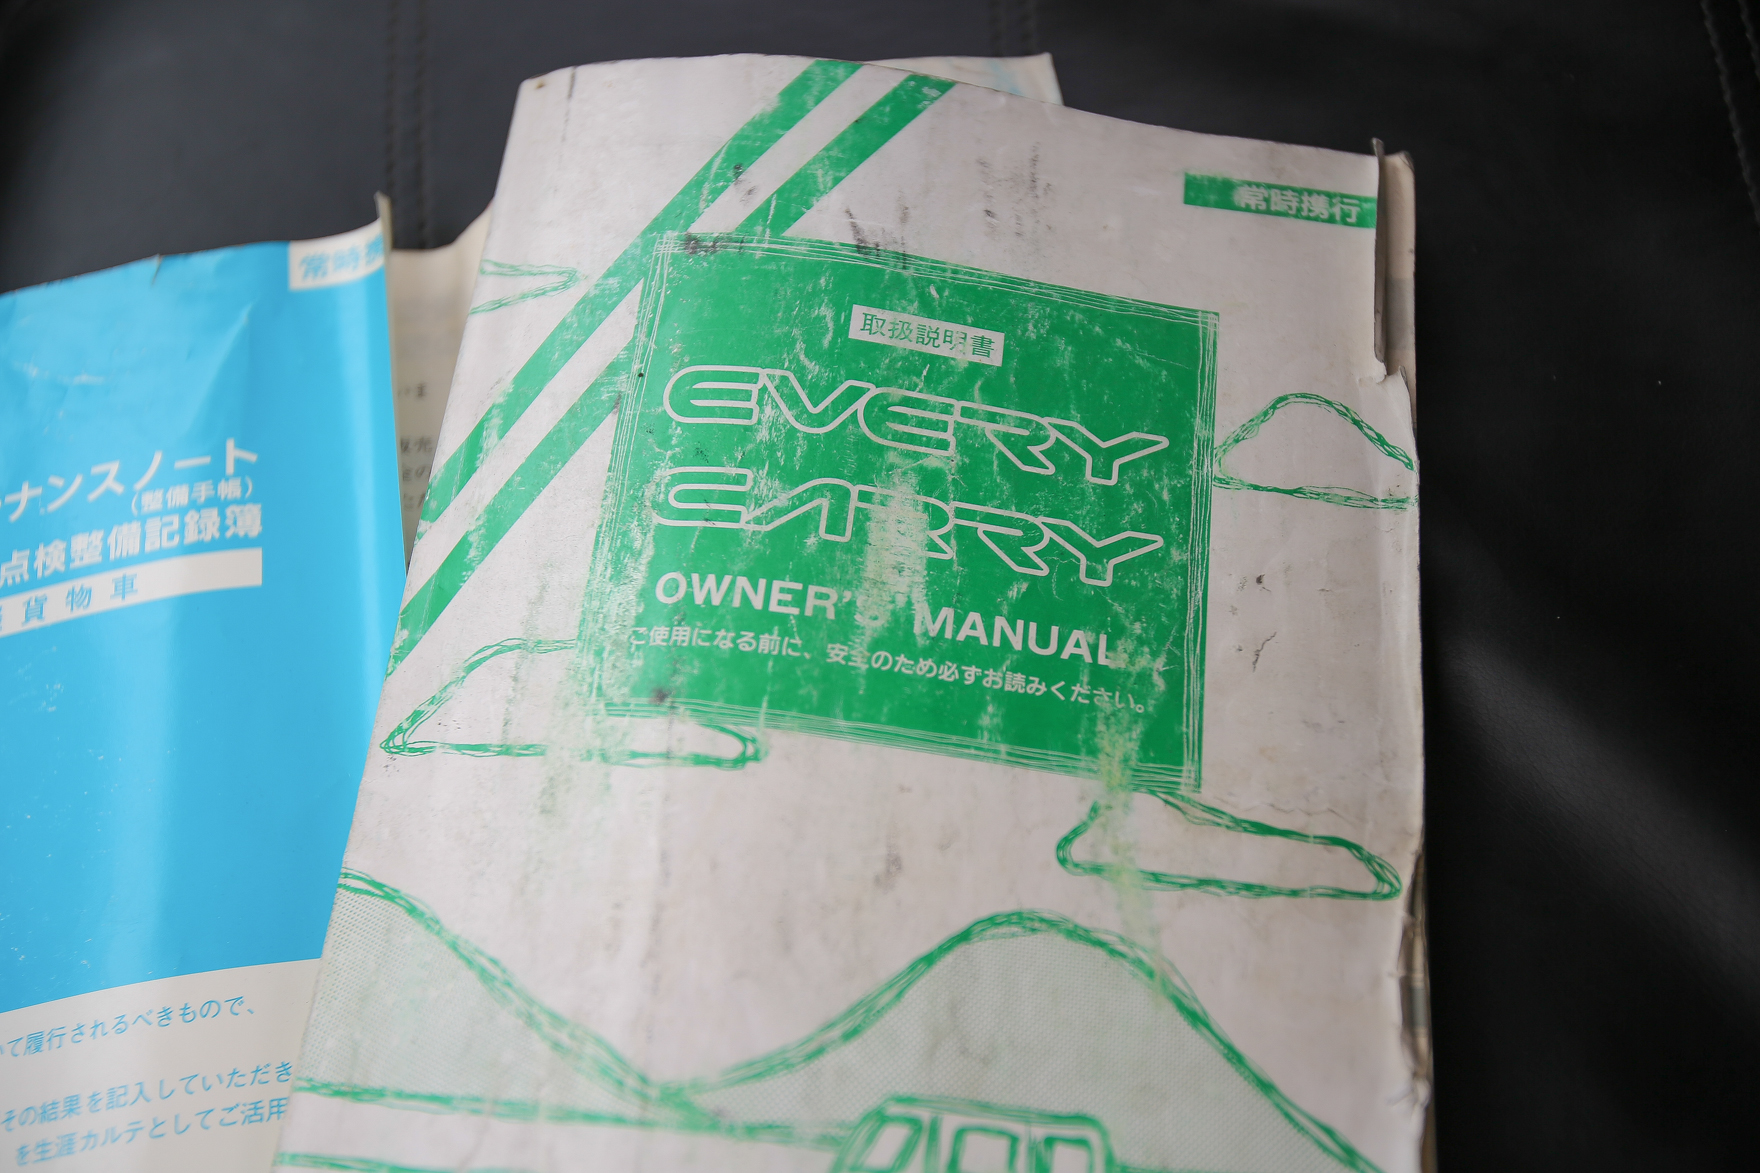 常時携行
取扱説明書
EVERY
CARRY
OWNER'S MANUAL
ご使用になる前に、安全のため必ずお読みください。
常時携
ナンスノート
(整備手帳)
点検整備記録簿
貨物車
て履行されるべきもので、
その結果を記入していただき
を生涯カルテとしてご活用